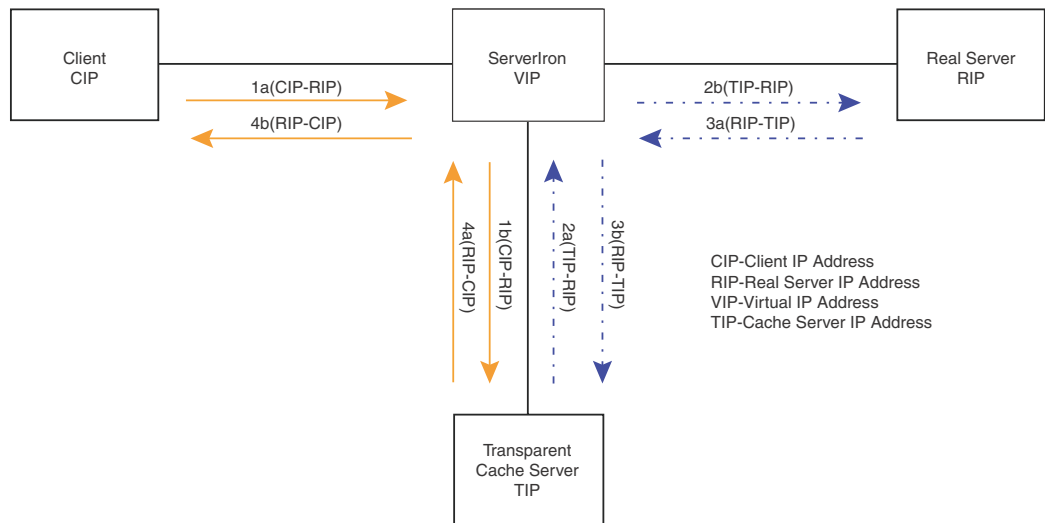 Client
CIP
ServerIron
VIP
Real Server
RIP
1a(CIP-RIP)
4b(RIP-CIP)
2b(TIP-RIP)
3a(RIP-TIP)
4a(RIP-CIP)
1b(CIP-RIP)
2a(TIP-RIP)
3b(RIP-TIP)
CIP-Client IP Address
RIP-Real Server IP Address
VIP-Virtual IP Address
TIP-Cache Server IP Address
Transparent
Cache Server
TIP